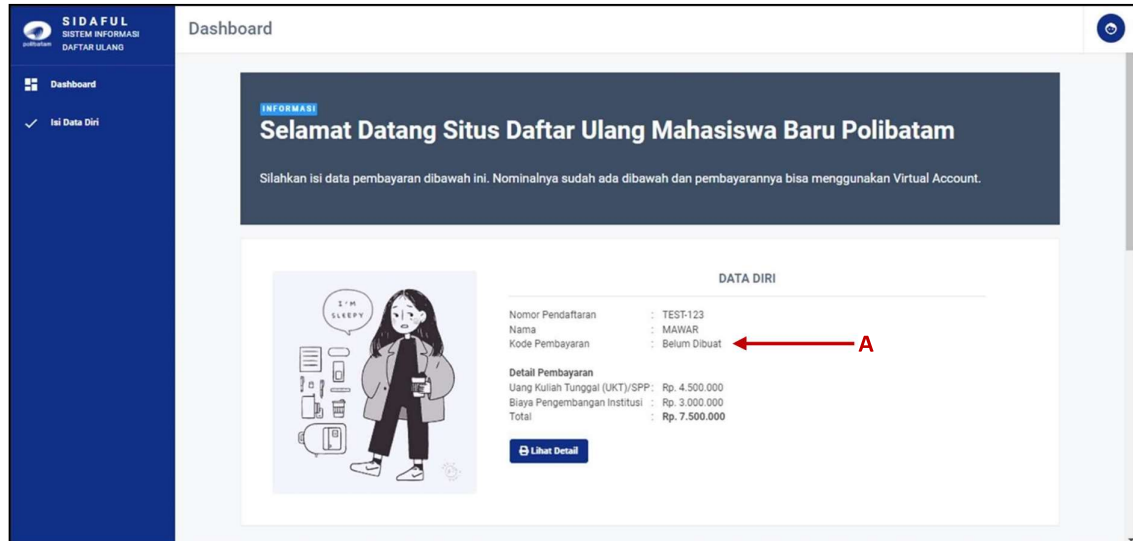 SIDAFUL
SISTEM INFORMASI
DAFTAR ULANG
polibatam
Dashboard
Dashboard
Isi Data Diri
INFORMASI
Selamat Datang Situs Daftar Ulang Mahasiswa Baru Polibatam
Silahkan isi data pembayaran dibawah ini. Nominalnya sudah ada dibawah dan pembayarannya bisa menggunakan Virtual Account.
I'M
SLEEPY
DATA DIRI
Nomor Pendaftaran : TEST-123
Nama : MAWAR
Kode Pembayaran : Belum Dibuat
A
Detail Pembayaran
Uang Kuliah Tunggal (UKT)/SPP : Rp. 4.500.000
Biaya Pengembangan Institusi : Rp. 3.000.000
Total : Rp. 7.500.000
Lihat Detail